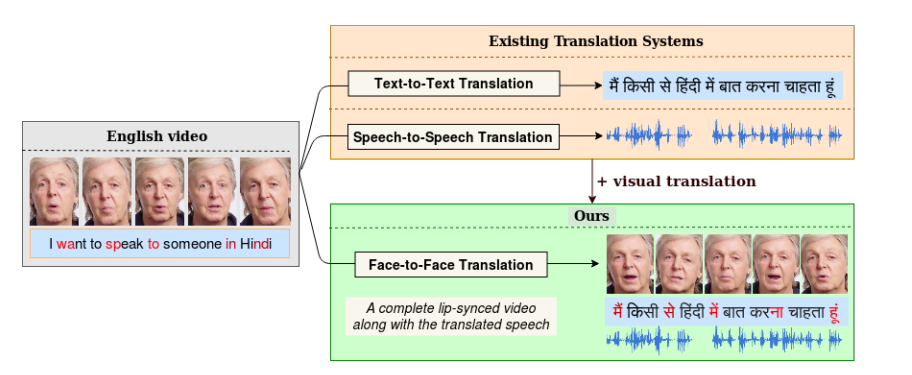 Existing Translation Systems
Text-to-Text Translation
मैं किसी से हिंदी में बात करना चाहता हूं
English video
Speech-to-Speech Translation
+ visual translation
I want to speak to someone in Hindi
Ours
Face-to-Face Translation
A complete lip-synced video
along with the translated speech
मैं किसी से हिंदी में बात करना चाहता हूं